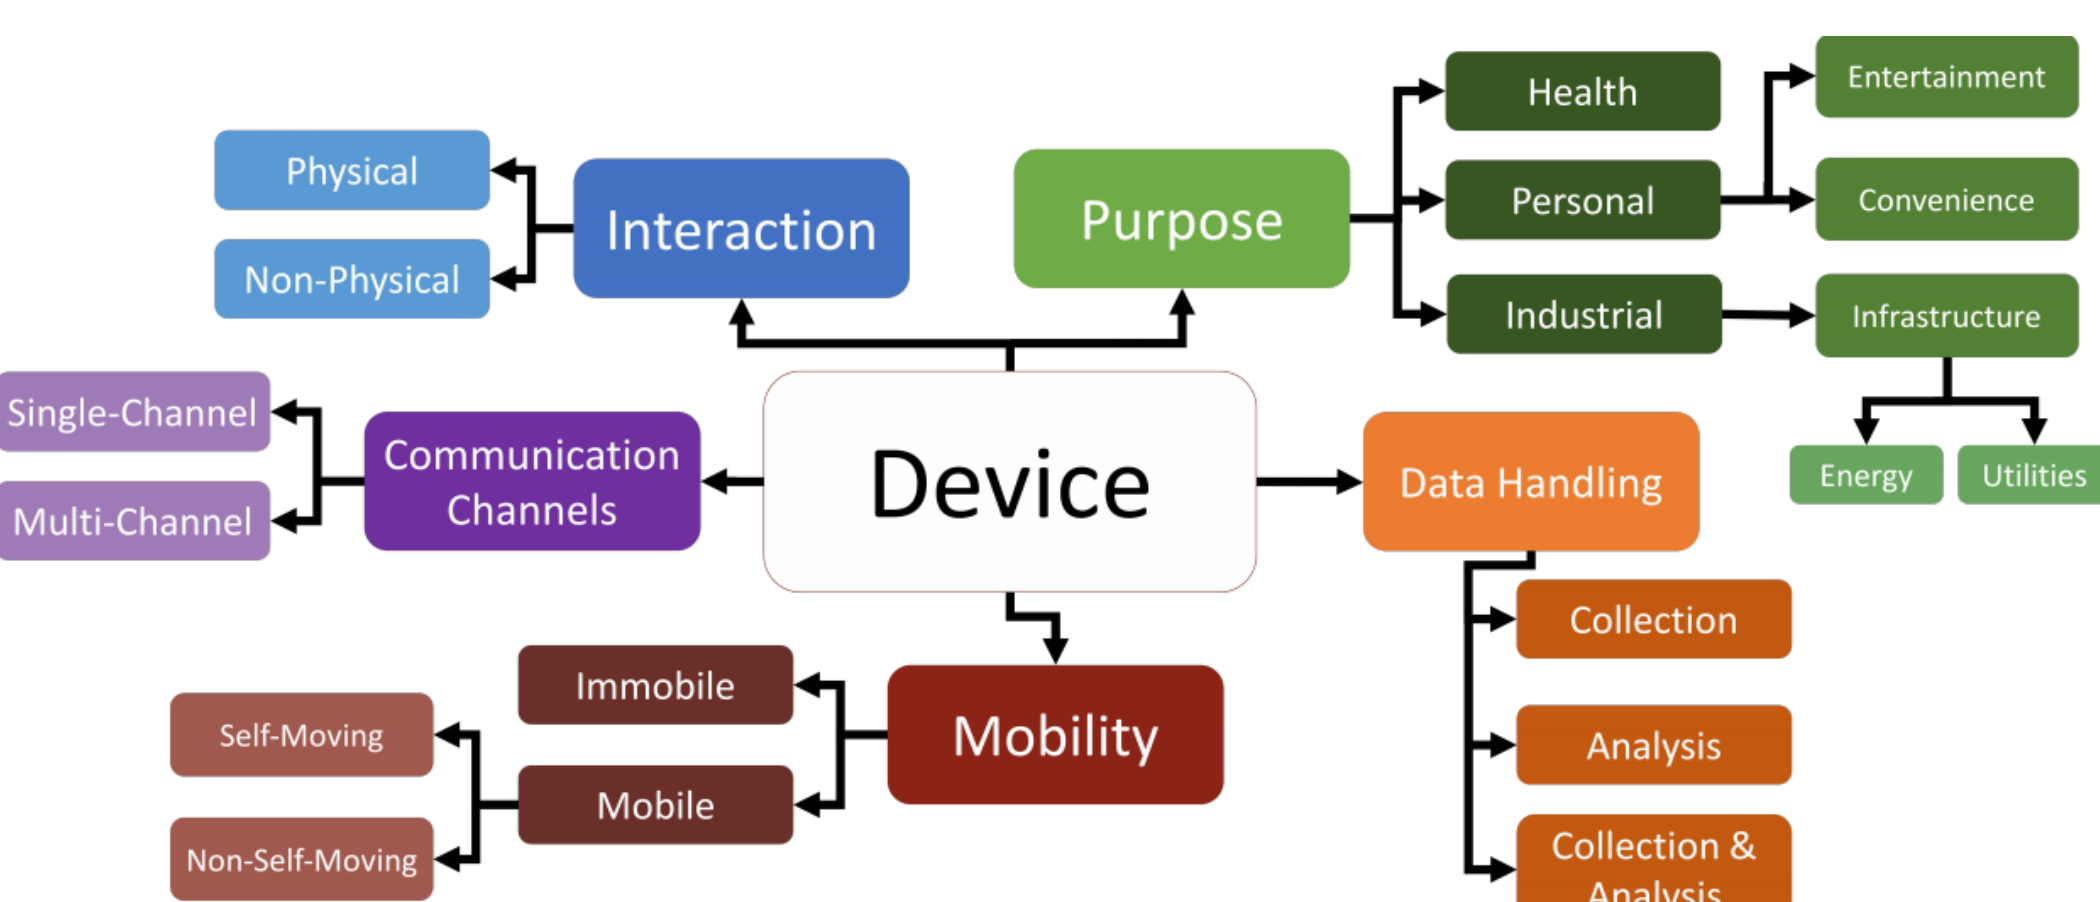 Health
Entertainment
Physical
Interaction
Purpose
Personal
Convenience
Non-Physical
Industrial
Infrastructure
Single-Channel
Communication
Channels
Device
Data Handling
Energy
Utilities
Multi-Channel
Collection
Immobile
Self-Moving
Mobility
Analysis
Mobile
Non-Self-Moving
Collection &
Analysis